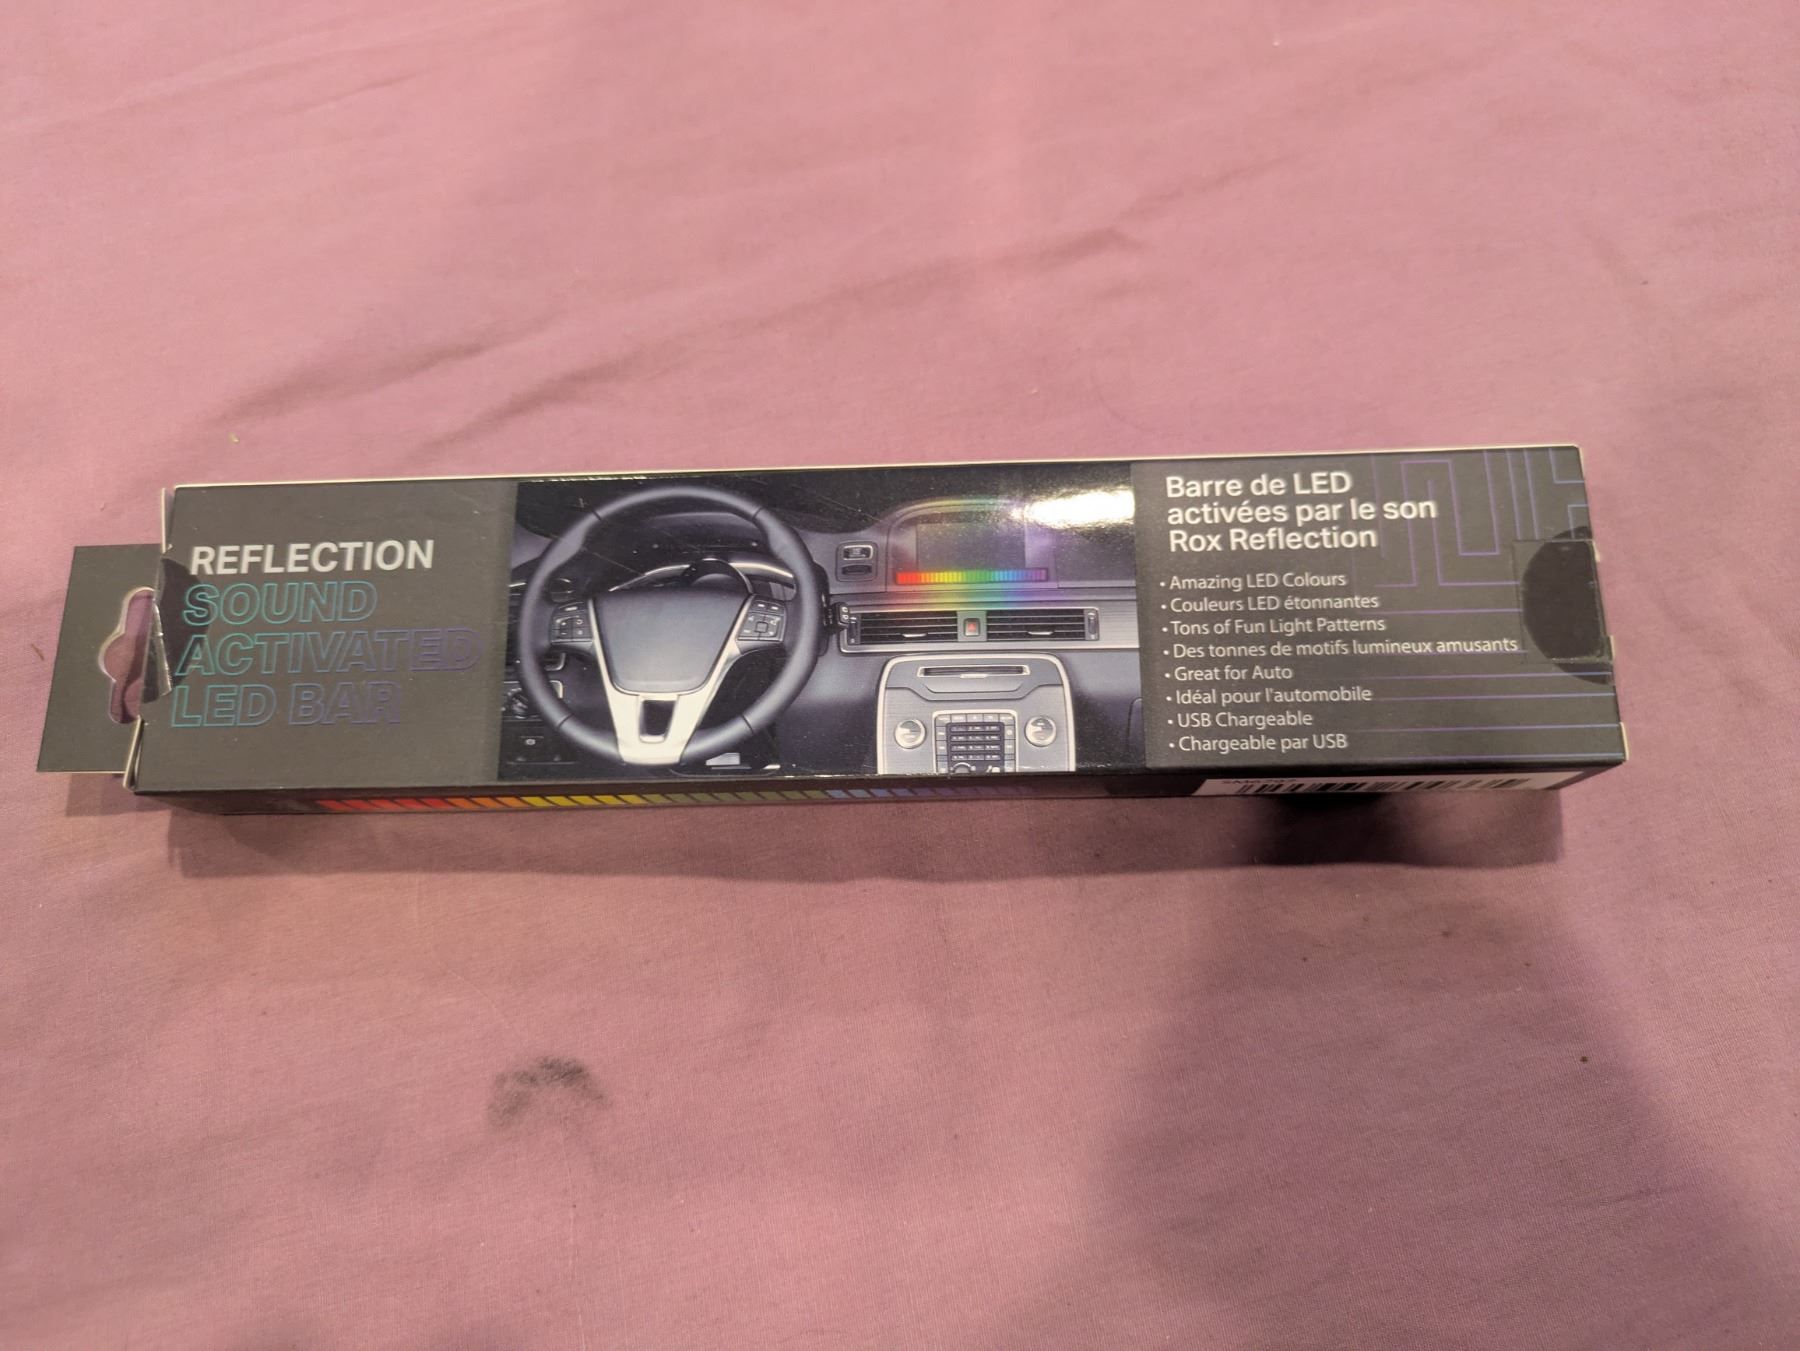 REFLECTION
SOUND
ACTIVATED
LED BAR
Barre de LED
activées par le son
Rox Reflection
• Amazing LED Colours
• Couleurs LED étonnantes
• Tons of Fun Light Patterns
• Des tonnes de motifs lumineux amusants
• Great for Auto
• Idéal pour l'automobile
• USB Chargeable
• Chargeable par USB